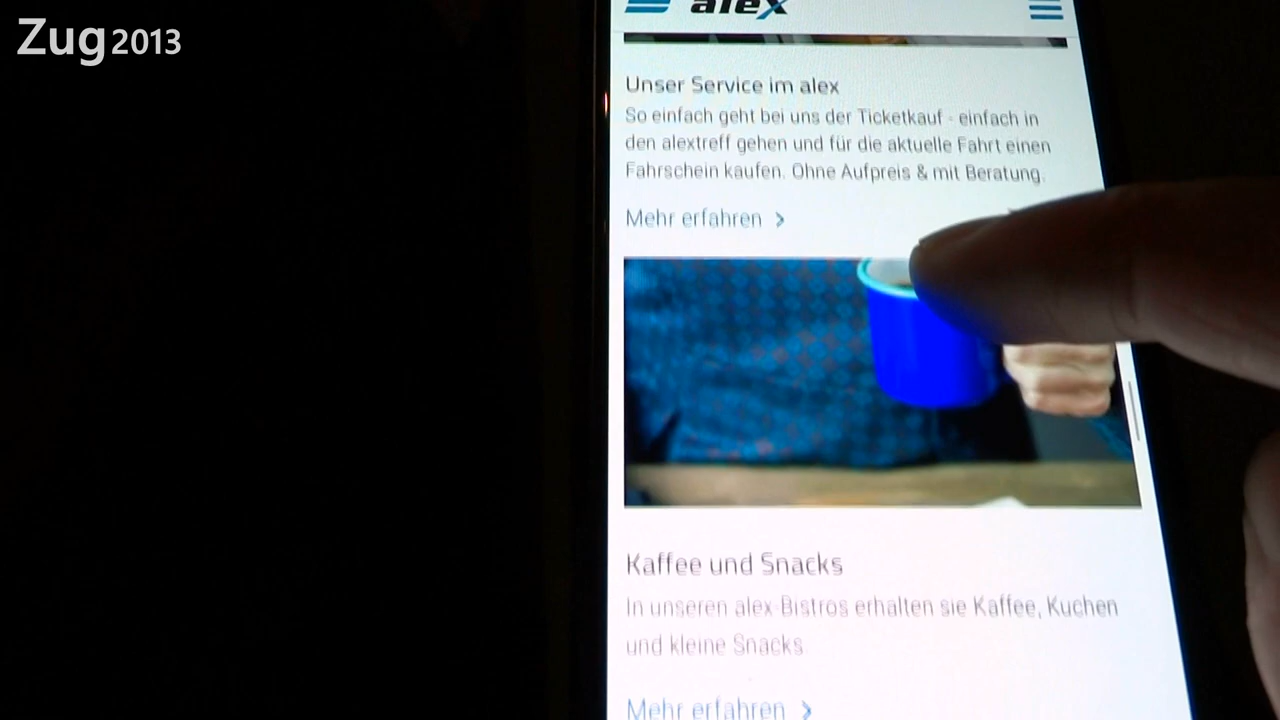 Zug2013
alex
Unser Service im alex
So einfach geht bei uns der Ticketkauf - einfach in
den alextreff gehen und für die aktuelle Fahrt einen
Fahrschein kaufen. Ohne Aufpreis & mit Beratung.
Mehr erfahren >
Kaffee und Snacks
In unseren alex-Bistros erhalten sie Kaffee, Kuchen
und kleine Snacks
Mehr erfahren >